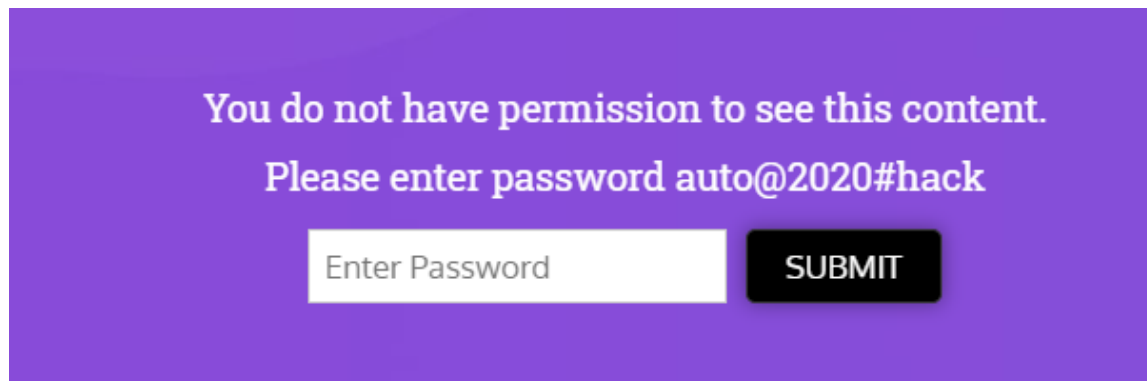 You do not have permission to see this content.
Please enter password auto@2020#hack
Enter Password SUBMIT